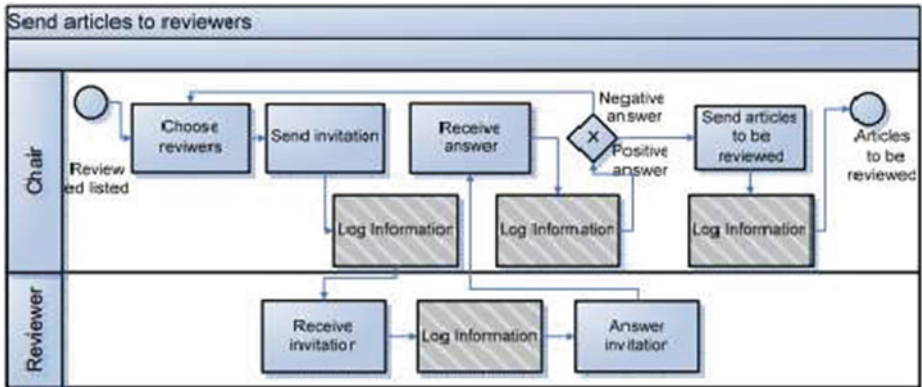 Send articles to reviewers
Chair
Review
ed listed
Choose
reviwers
Send invitation
Log Information
Receive
answer
Log Information
Negative
answer
Positive
answer
Send articles
to be
reviewed
Log Information
Articles
to be
reviewed
Reviewer
Receive
invitation
Log Information
Answer
invitation